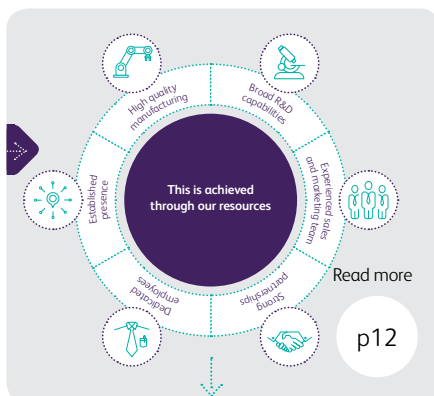 High quality
manufacturing
Broad R&D
capabilities
Established
presence
This is achieved
through our resources
Experienced sales
and marketing team
Dedicated
employees
Strong
partnerships
Read more
p12